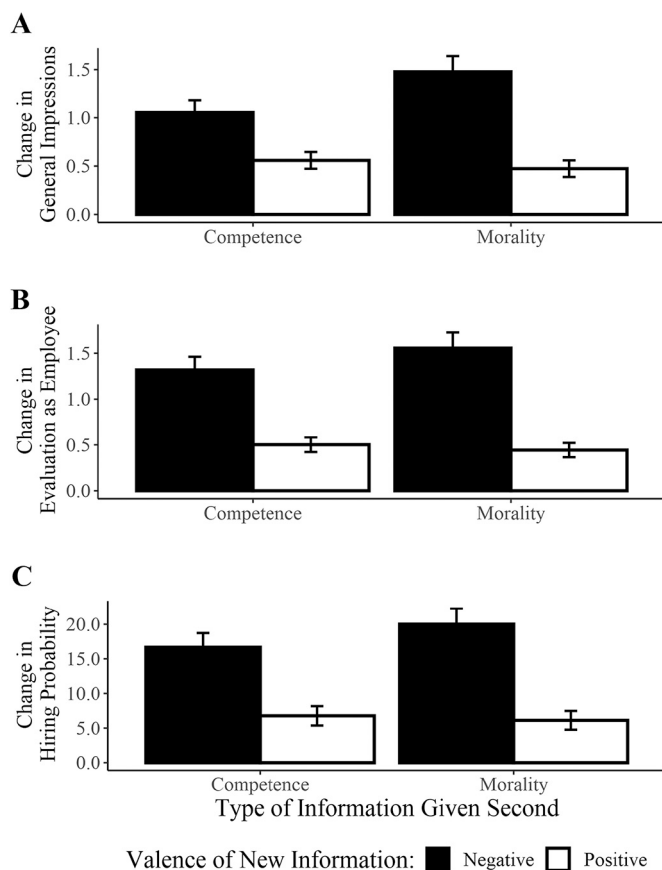 A
Change in
General Impressions
1.5
1.0
0.5
0.0
Competence Morality
B
Change in
Evaluation as Employee
1.5
1.0
0.5
0.0
Competence Morality
C
Change in
Hiring Probability
20.0
15.0
10.0
5.0
0.0
Competence Morality
Type of Information Given Second
Valence of New Information: Negative Positive